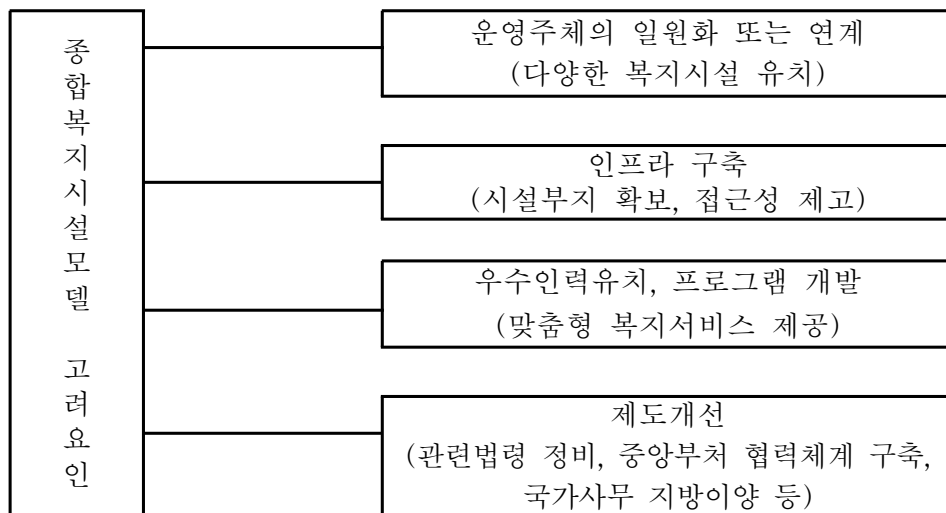 종합복지시설모델 고려요인
운영주체의 일원화 또는 연계
(다양한 복지시설 유치)
인프라 구축
(시설부지 확보, 접근성 제고)
우수인력유치, 프로그램 개발
(맞춤형 복지서비스 제공)
제도개선
(관련법령 정비, 중앙부처 협력체계 구축,
국가사무 지방이양 등)